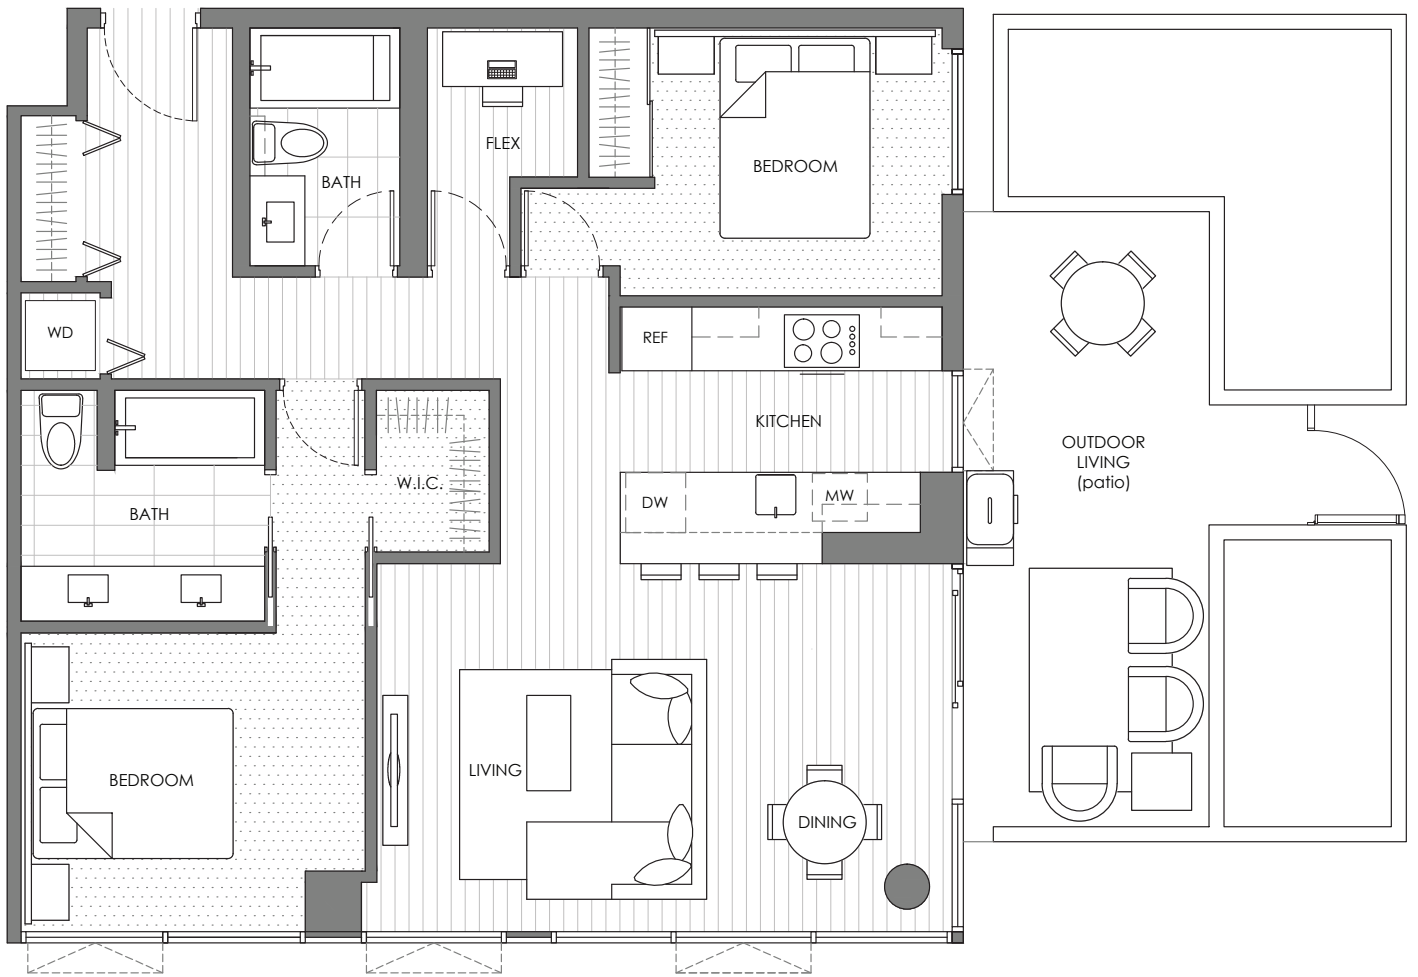 FLEX
BEDROOM
BATH
WD
REF
KITCHEN
OUTDOOR
LIVING
(patio)
W.I.C.
DW
MW
BATH
LIVING
BEDROOM
DINING